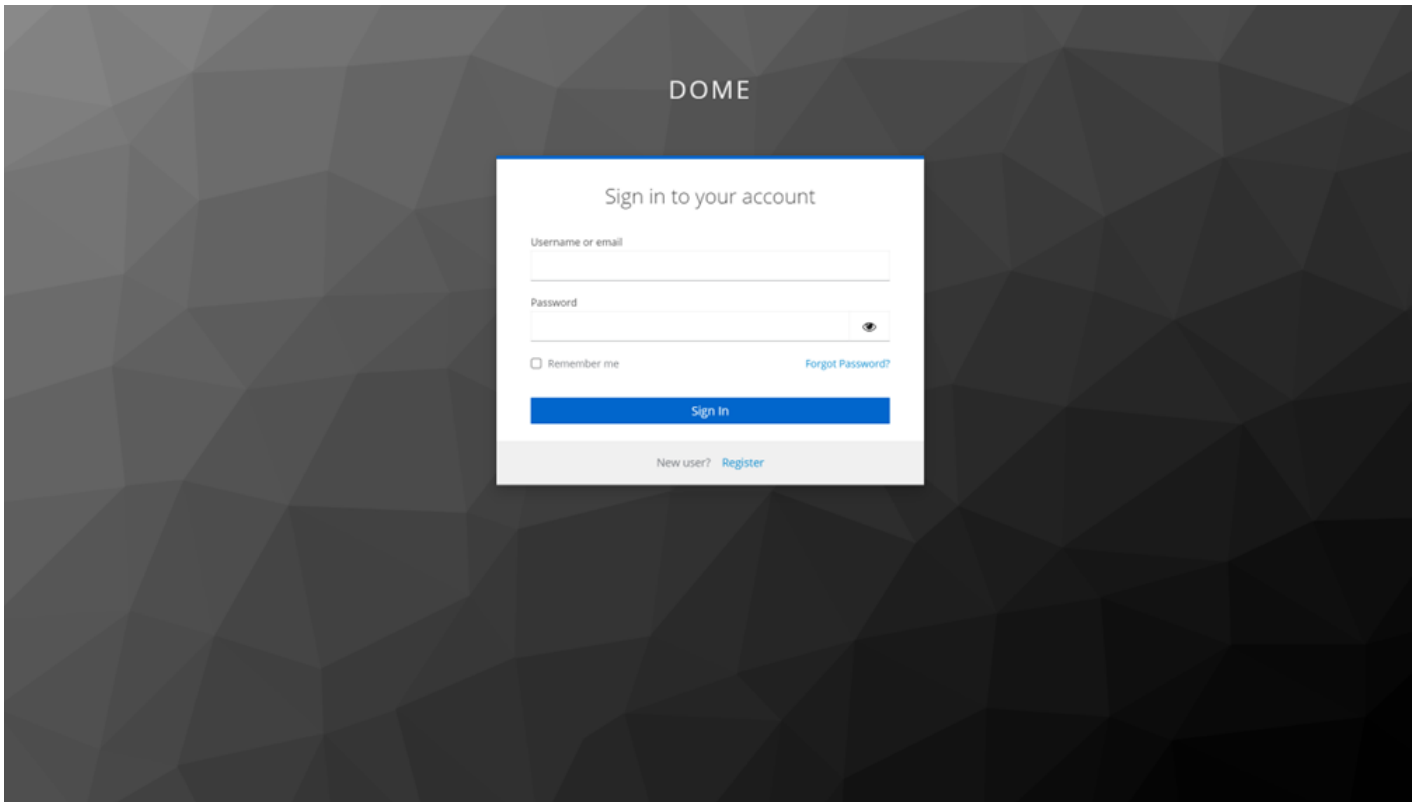 DOME
Sign in to your account
Username or email
Password
Remember me Forgot Password?
Sign In
New user? Register